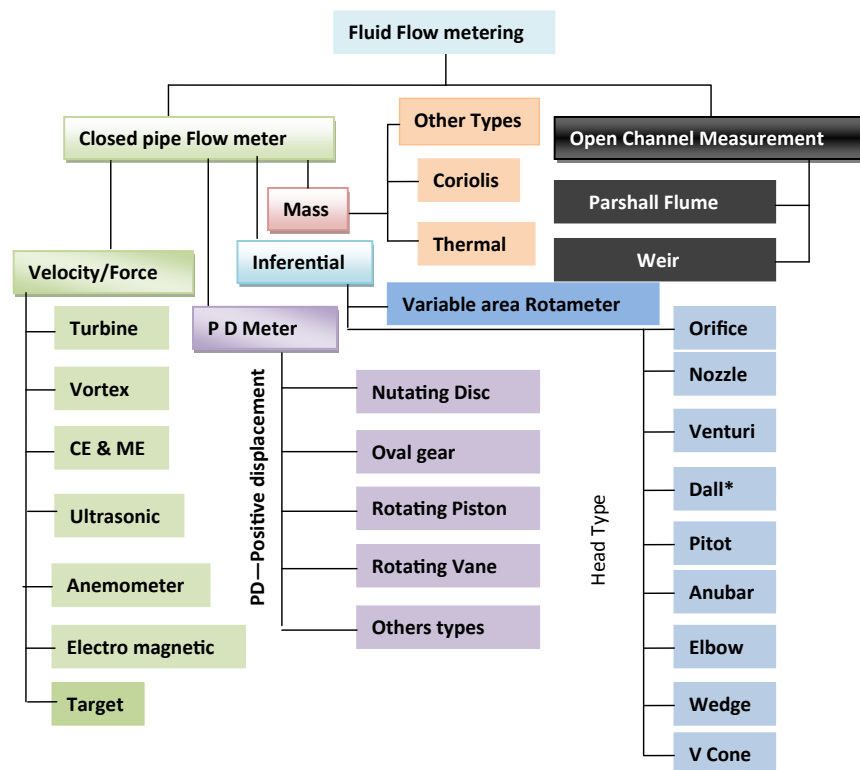 Fluid Flow metering
Closed pipe Flow meter
Other Types
Open Channel Measurement
Coriolis
Mass
Parshall Flume
Thermal
Inferential
Weir
Velocity/Force
Variable area Rotameter
P D Meter
Turbine
Vortex
CE & ME
Ultrasonic
Anemometer
Electro magnetic
Target
PD—Positive displacement
Nutating Disc
Oval gear
Rotating Piston
Rotating Vane
Others types
Head Type
Orifice
Nozzle
Venturi
Dall*
Pitot
Anubar
Elbow
Wedge
V Cone